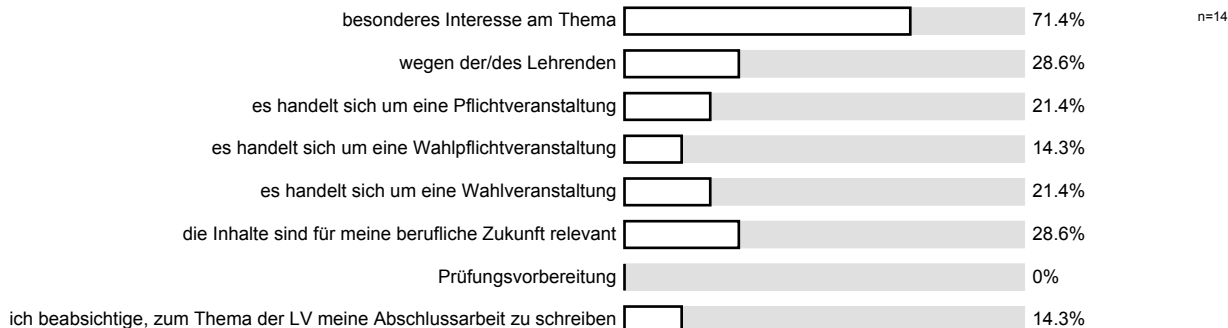 besonderes Interesse am Thema 71.4% n=14
wegen der/des Lehrenden 28.6%
es handelt sich um eine Pflichtveranstaltung 21.4%
es handelt sich um eine Wahlpflichtveranstaltung 14.3%
es handelt sich um eine Wahlveranstaltung 21.4%
die Inhalte sind für meine berufliche Zukunft relevant 28.6%
Prüfungsvorbereitung 0%
ich beabsichtige, zum Thema der LV meine Abschlussarbeit zu schreiben 14.3%